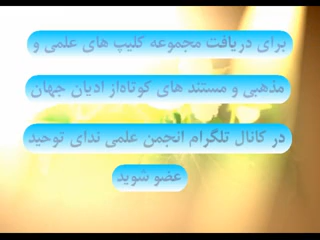 برای دریافت مجموعه کلیپ های علمی و
مذهبی و مستند های کوتاه‌از ادیان جهان
در کانال تلگرام انجمن علمی ندای توحید
عضو شوید